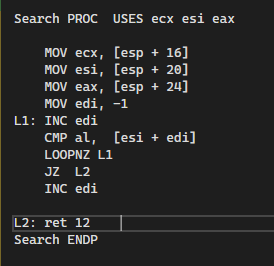 Search PROC  USES ecx esi eax
    MOV ecx, [esp + 16]
    MOV esi, [esp + 20]
    MOV eax, [esp + 24]
    MOV edi, -1
L1: INC edi
    CMP al,  [esi + edi]
    LOOPNZ L1
    JZ  L2
    INC edi
L2: ret 12
Search ENDP